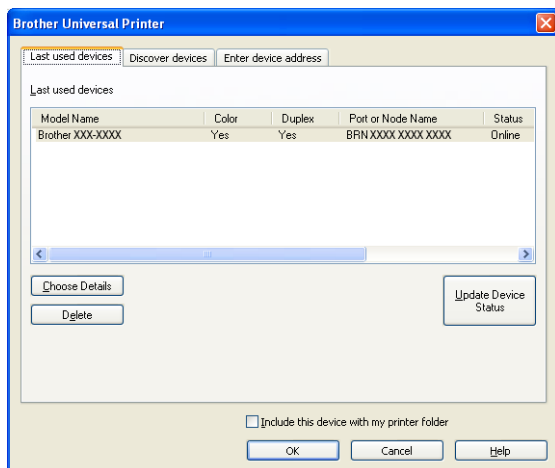 Brother Universal Printer
Last used devices Discover devices Enter device address
Last used devices
Model Name Color Duplex Port or Node Name Status
Brother XXX-XXXX Yes Yes BRN XXXX XXXX XXXX Online
Choose Details
Update Device
Status
Delete
Include this device with my printer folder
OK Cancel Help